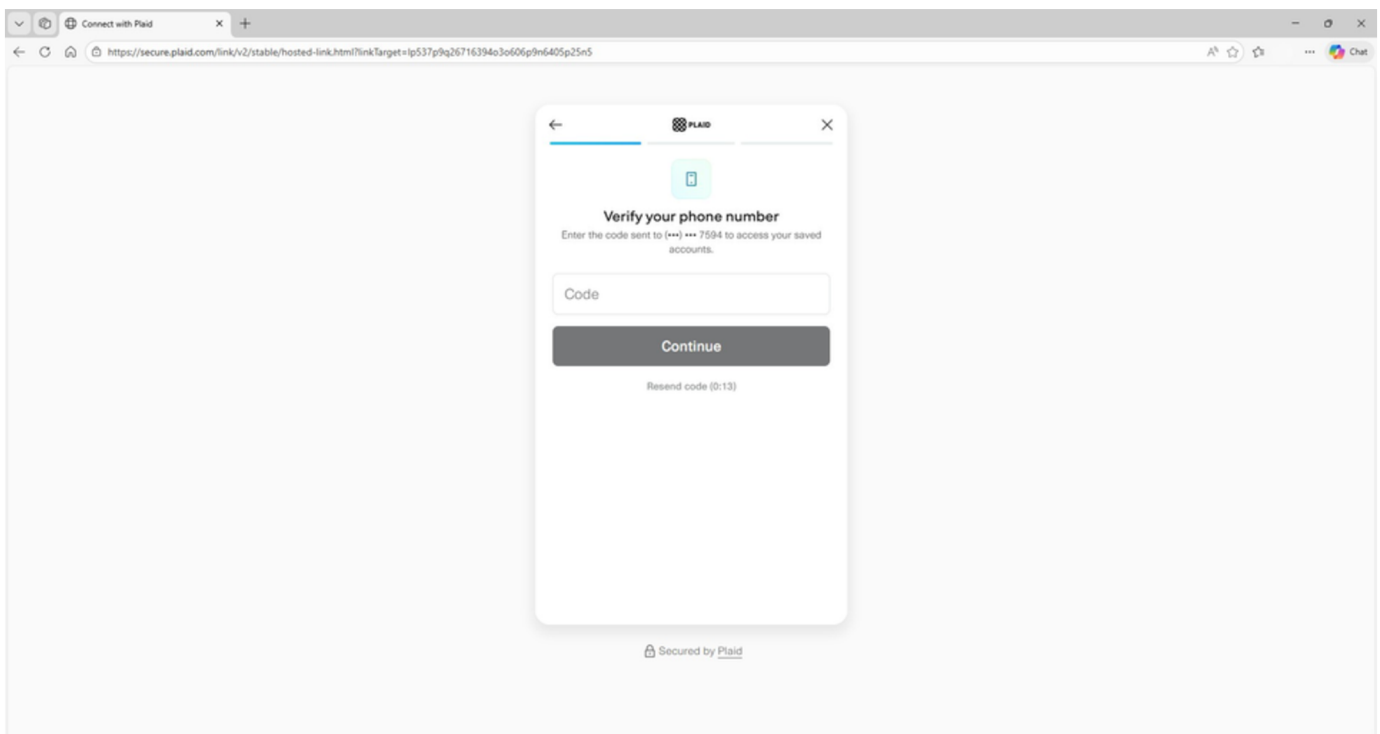 Connect with Plaid
https://secure.plaid.com/link/v2/stable/hosted-link.html?linkTarget=lp537p9q26716394o3o606p9n6405p25n5
Chat
PLAID
Verify your phone number
Enter the code sent to (•••) ••• 7594 to access your saved
accounts.
Code
Continue
Resend code (0:13)
Secured by Plaid